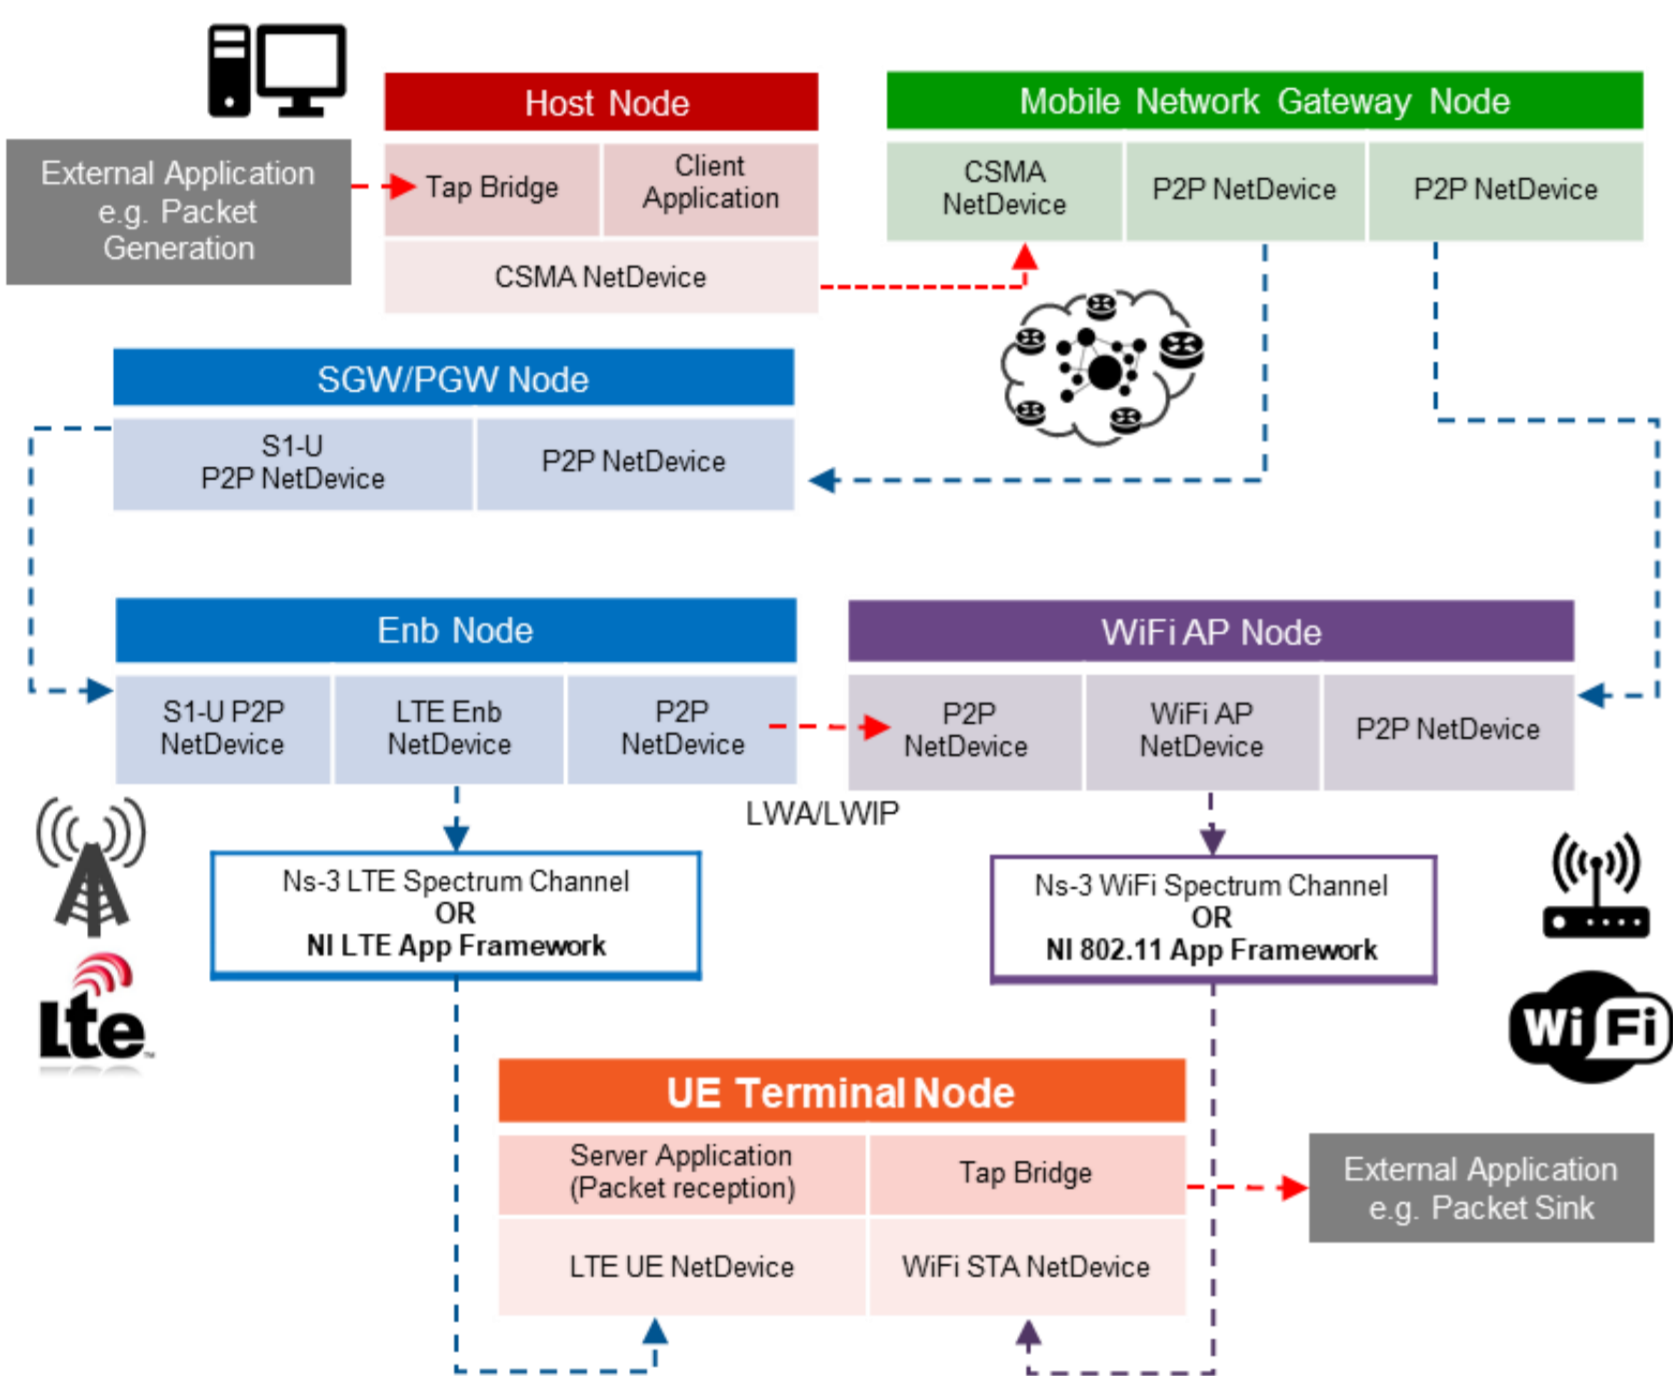 Host Node
Mobile Network Gateway Node
External Application
e.g. Packet
Generation
Tap Bridge
Client
Application
CSMA NetDevice
CSMA
NetDevice
P2P NetDevice
P2P NetDevice
SGW/PGW Node
S1-U
P2P NetDevice
P2P NetDevice
Enb Node
S1-U P2P
NetDevice
LTE Enb
NetDevice
P2P
NetDevice
WiFi AP Node
P2P
NetDevice
WiFi AP
NetDevice
P2P NetDevice
LWA/LWIP
Ns-3 LTE Spectrum Channel
OR
NI LTE App Framework
Ns-3 WiFi Spectrum Channel
OR
NI 802.11 App Framework
Lte™
WiFi
UE Terminal Node
Server Application
(Packet reception)
Tap Bridge
LTE UE NetDevice
WiFi STA NetDevice
External Application
e.g. Packet Sink